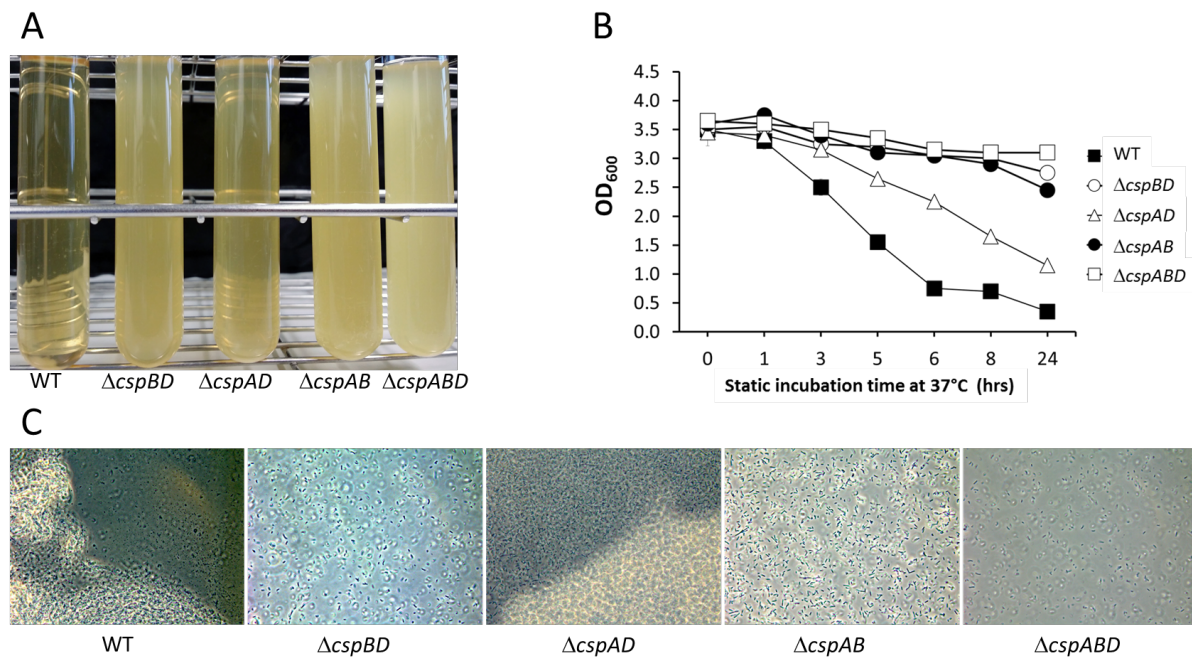 A
WT
ΔcspBD
ΔcspAD
ΔcspAB
ΔcspABD
B
OD600
4.5
4.0
3.5
3.0
2.5
2.0
1.5
1.0
0.5
0.0
0 1 3 5 6 8 24
Static incubation time at 37°C (hrs)
WT
ΔcspBD
ΔcspAD
ΔcspAB
ΔcspABD
C
WT
ΔcspBD
ΔcspAD
ΔcspAB
ΔcspABD